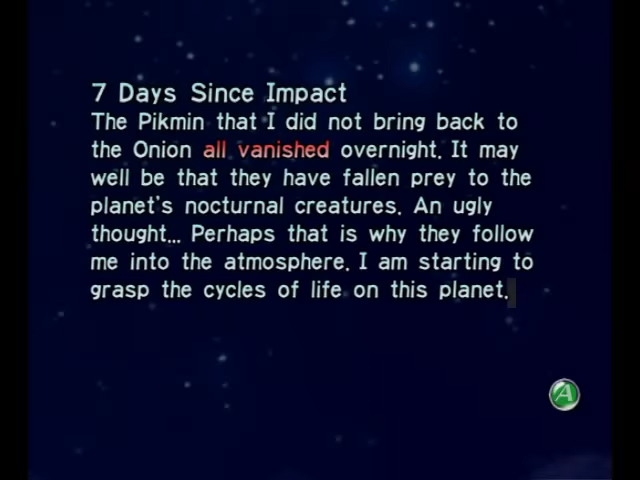 7 Days Since Impact
The Pikmin that I did not bring back to
the Onion all vanished overnight. It may
well be that they have fallen prey to the
planet's nocturnal creatures. An ugly
thought... Perhaps that is why they follow
me into the atmosphere. I am starting to
grasp the cycles of life on this planet.
A